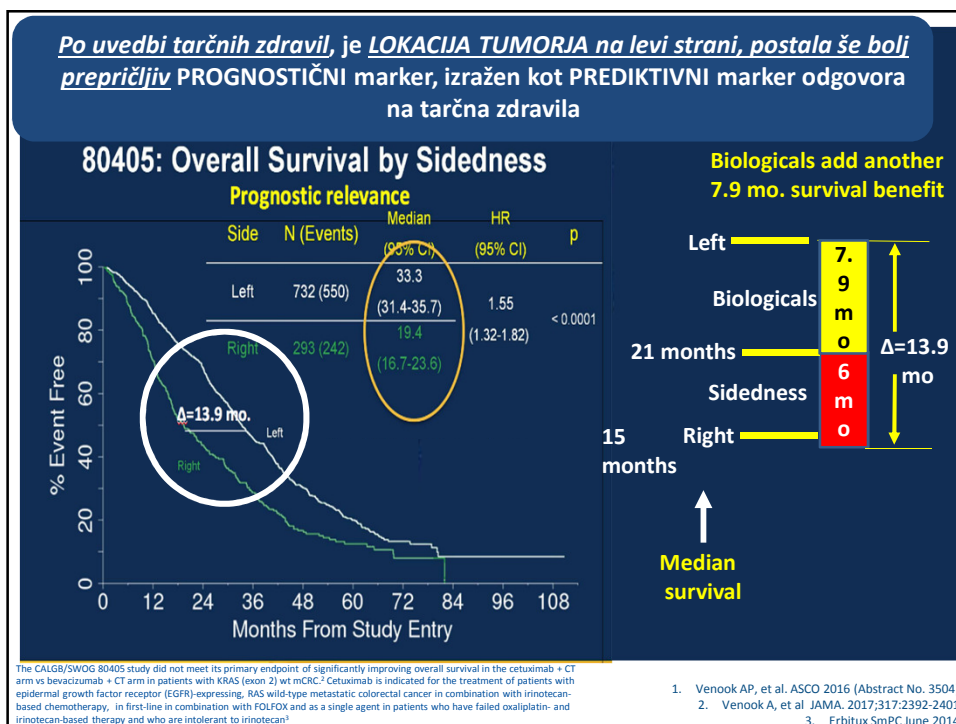 Po uvedbi tarčnih zdravil, je LOKACIJA TUMORJA na levi strani, postala še bolj
prepričljiv PROGNOSTIČNI marker, izražen kot PREDIKTIVNI marker odgovora
na tarčna zdravila
80405: Overall Survival by Sidedness
Prognostic relevance
Side N (Events) Median (95% CI) HR (95% CI) p
Left 732 (550) 33.3 (31.4-35.7)
1.55 (1.32-1.82) < 0.0001
Right 293 (242) 19.4 (16.7-23.6)
% Event Free
100
80
60
40
20
0
Δ=13.9 mo.
Left
Right
0 12 24 36 48 60 72 84 96 108
Months From Study Entry
Biologicals add another
7.9 mo. survival benefit
Left
7.
9
m
o
Biologicals
21 months
Δ=13.9
mo
6
m
o
Sidedness
15
months
Right
Median
survival
The CALGB/SWOG 80405 study did not meet its primary endpoint of significantly improving overall survival in the cetuximab + CT
arm vs bevacizumab + CT arm in patients with KRAS (exon 2) wt mCRC.² Cetuximab is indicated for the treatment of patients with
epidermal growth factor receptor (EGFR)-expressing, RAS wild-type metastatic colorectal cancer in combination with irinotecan-
based chemotherapy, in first-line in combination with FOLFOX and as a single agent in patients who have failed oxaliplatin- and
irinotecan-based therapy and who are intolerant to irinotecan³
1. Venook AP, et al. ASCO 2016 (Abstract No. 3504
2. Venook A, et al JAMA. 2017;317:2392-2401
3. Erbitux SmPC June 2014